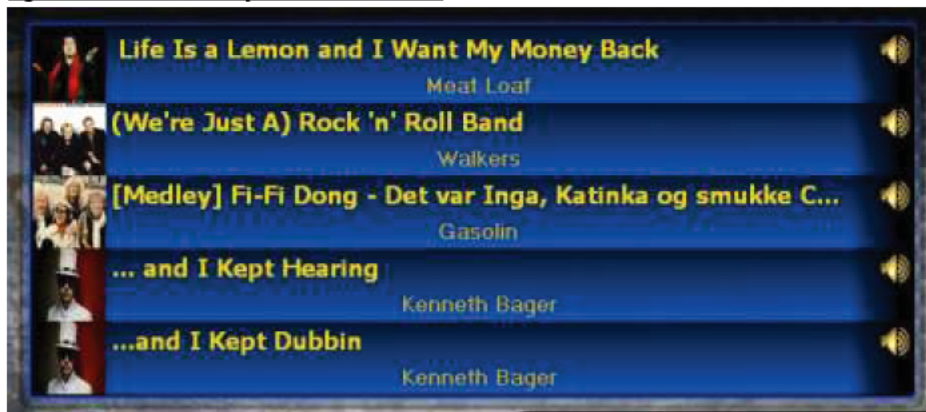 Life Is a Lemon and I Want My Money Back
Meat Loaf
(We're Just A) Rock 'n' Roll Band
Walkers
[Medley] Fi-Fi Dong - Det var Inga, Katinka og smukke C...
Gasolin
... and I Kept Hearing
Kenneth Bager
...and I Kept Dubbin
Kenneth Bager